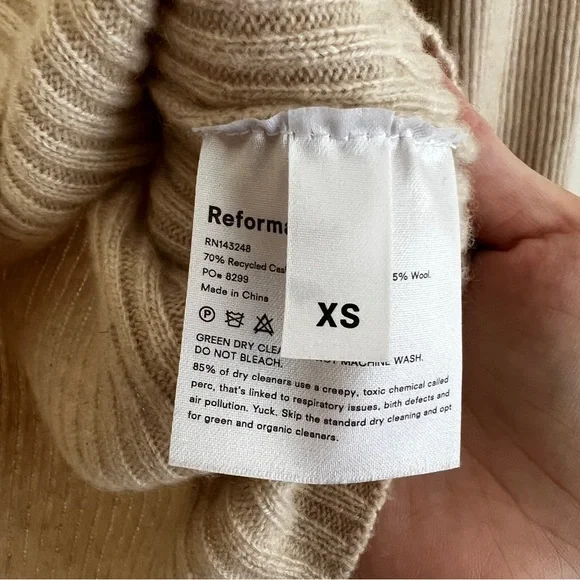 Reforma
RN143248
70% Recycled Cas 5% Wool.
PO# 8299
Made in China
XS
P
GREEN DRY CLEA NOT MACHINE WASH.
DO NOT BLEACH.
85% of dry cleaners use a creepy, toxic chemical called
perc, that's linked to respiratory issues, birth defects and
air pollution. Yuck. Skip the standard dry cleaning and opt
for green and organic cleaners.